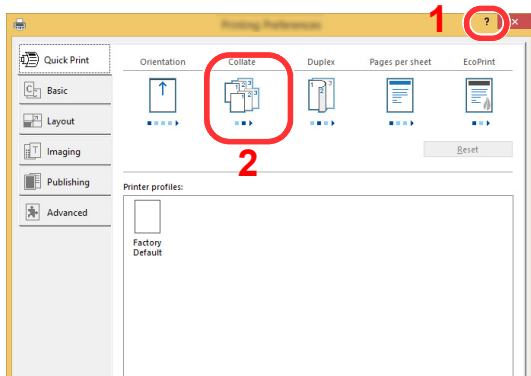 1
Printing Preferences
?
×
Quick Print
Basic
Layout
Imaging
Publishing
Advanced
Orientation
Collate
Duplex
Pages per sheet
EcoPrint
2
Reset
Printer profiles:
Factory
Default